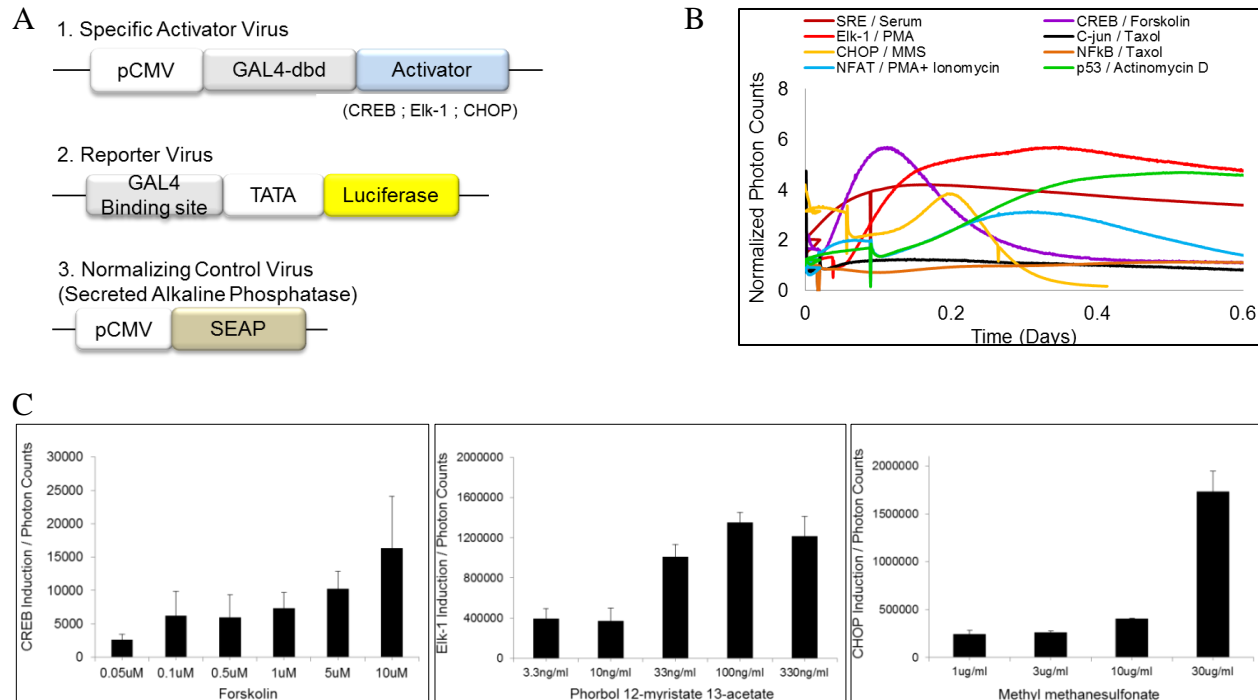 A
1. Specific Activator Virus
pCMV
GAL4-dbd
Activator
(CREB ; Elk-1 ; CHOP)
2. Reporter Virus
GAL4
Binding site
TATA
Luciferase
3. Normalizing Control Virus
(Secreted Alkaline Phosphatase)
pCMV
SEAP
B
SRE / Serum
Elk-1 / PMA
CHOP / MMS
NFAT / PMA+ Ionomycin
CREB / Forskolin
C-jun / Taxol
NFkB / Taxol
p53 / Actinomycin D
Normalized Photon Counts
8
6
4
2
0
0
0.2
0.4
0.6
Time (Days)
C
CREB Induction / Photon Counts
30000
25000
20000
15000
10000
5000
0
0.05uM
0.1uM
0.5uM
1uM
5uM
10uM
Forskolin
Elk-1 Induction / Photon Counts
2000000
1600000
1200000
800000
400000
0
3.3ng/ml
10ng/ml
33ng/ml
100ng/ml
330ng/ml
Phorbol 12-myristate 13-acetate
CHOP Induction / Photon Counts
2000000
1500000
1000000
500000
0
1ug/ml
3ug/ml
10ug/ml
30ug/ml
Methyl methanesulfonate